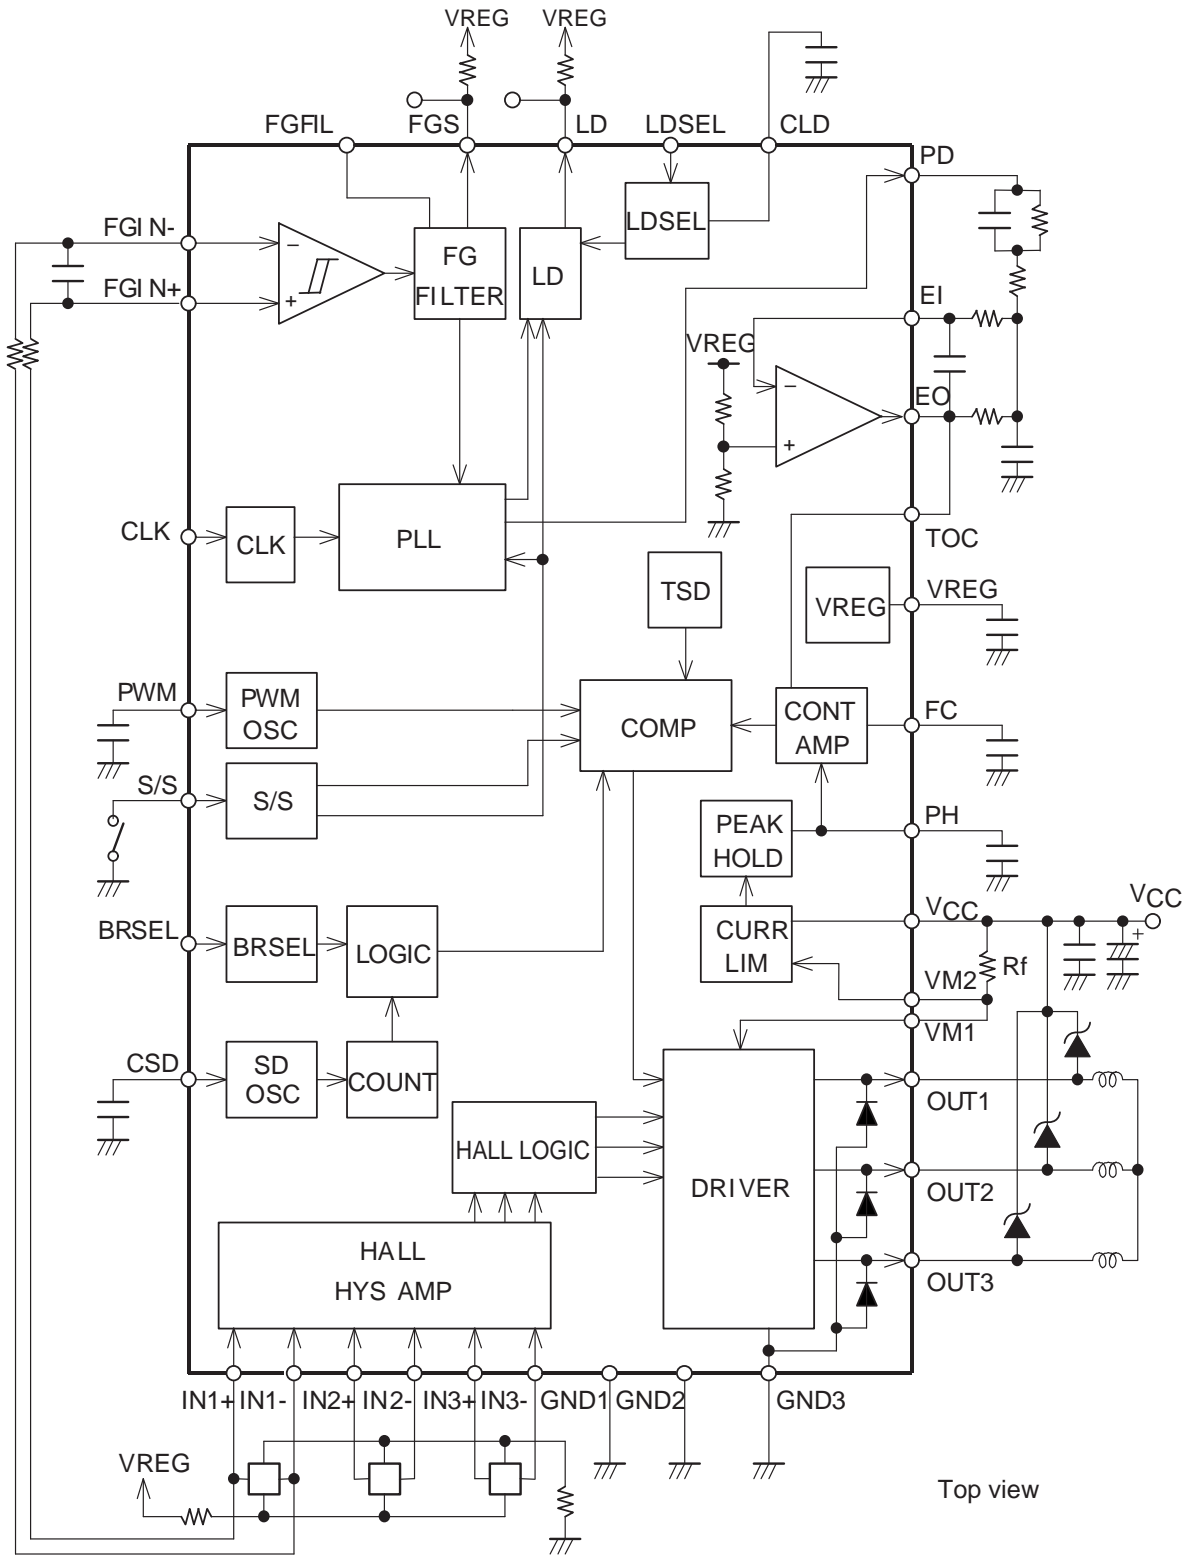 VREG VREG
FGFIL FGS LD LDSEL CLD
PD
LDSEL
FGI N-
FG
FILTER
LD
−
FGI N+
+
EI
VREG
−
EO
+
CLK
CLK
PLL
TOC
TSD
VREG
VREG
PWM
PWM
OSC
COMP
CONT
AMP
FC
S/S
S/S
PEAK
HOLD
PH
VCC
VCC
+
BRSEL
BRSEL
LOGIC
CURR
LIM
Rf
VM2
VM1
CSD
SD
OSC
COUNT
OUT1
HALL LOGIC
DRIVER
OUT2
HALL
HYS AMP
OUT3
IN1+ IN1- IN2+ IN2- IN3+ IN3- GND1 GND2 GND3
VREG
Top view